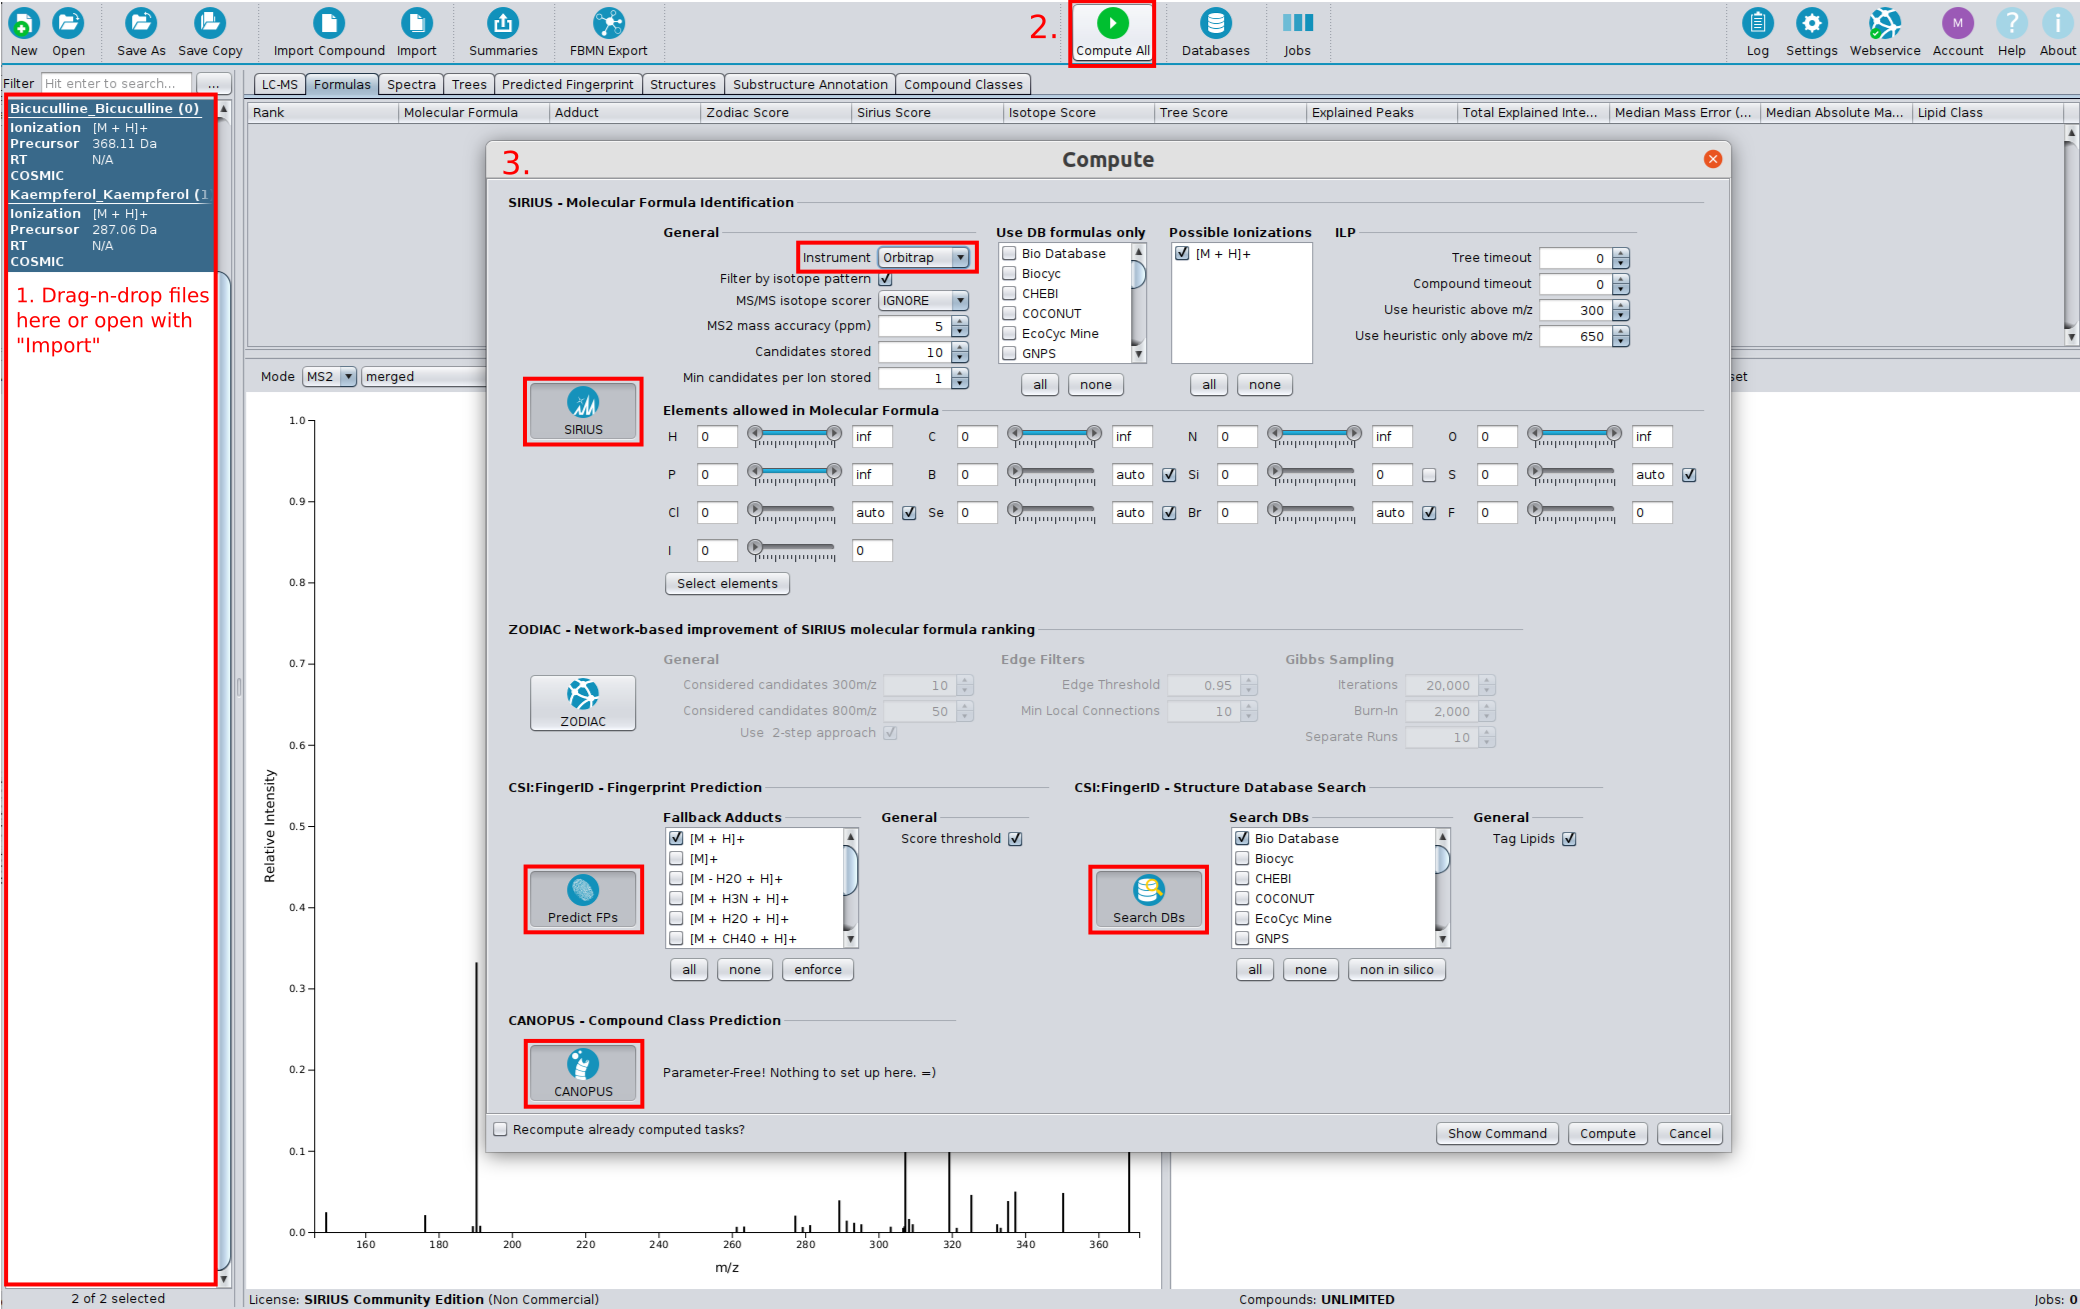 New Open Save As Save Copy Import Compound Import Summaries FBMN Export 2. Compute All Databases Jobs Log Settings Webservice M Account ? Help i About
Filter Hit enter to search... ...
LC-MS Formulas Spectra Trees Predicted Fingerprint Structures Substructure Annotation Compound Classes
Rank Molecular Formula Adduct Zodiac Score Sirius Score Isotope Score Tree Score Explained Peaks Total Explained Inte... Median Mass Error (... Median Absolute Ma... Lipid Class
Bicuculline_Bicuculline (0)
Ionization [M + H]+
Precursor 368.11 Da
RT N/A
COSMIC
Kaempferol_Kaempferol (1
Ionization [M + H]+
Precursor 287.06 Da
RT N/A
COSMIC
1. Drag-n-drop files
here or open with
"Import"
3. Compute
SIRIUS - Molecular Formula Identification
General
Instrument Orbitrap
Filter by isotope pattern
MS/MS isotope scorer IGNORE
MS2 mass accuracy (ppm) 5
Candidates stored 10
Min candidates per Ion stored 1
Use DB formulas only
Bio Database
Biocyc
CHEBI
COCONUT
EcoCyc Mine
GNPS
all none
Possible Ionizations
[M + H]+
all none
ILP
Tree timeout 0
Compound timeout 0
Use heuristic above m/z 300
Use heuristic only above m/z 650
SIRIUS
Elements allowed in Molecular Formula
H 0 inf C 0 inf N 0 inf O 0 inf
P 0 inf B 0 auto Si 0 0 S 0 auto
Cl 0 auto Se 0 auto Br 0 auto F 0 0
I 0 0
Select elements
ZODIAC - Network-based improvement of SIRIUS molecular formula ranking
ZODIAC
General
Considered candidates 300m/z 10
Considered candidates 800m/z 50
Use 2-step approach
Edge Filters
Edge Threshold 0.95
Min Local Connections 10
Gibbs Sampling
Iterations 20,000
Burn-In 2,000
Separate Runs 10
CSI:FingerID - Fingerprint Prediction
Predict FPs
Fallback Adducts
[M + H]+
[M]+
[M - H2O + H]+
[M + H3N + H]+
[M + H2O + H]+
[M + CH4O + H]+
all none enforce
General
Score threshold
CSI:FingerID - Structure Database Search
Search DBs
Search DBs
Bio Database
Biocyc
CHEBI
COCONUT
EcoCyc Mine
GNPS
all none non in silico
General
Tag Lipids
CANOPUS - Compound Class Prediction
CANOPUS
Parameter-Free! Nothing to set up here. =)
Recompute already computed tasks?
Show Command Compute Cancel
Mode MS2 merged
set
1.0
0.9
0.8
0.7
0.6
0.5
0.4
0.3
0.2
0.1
0.0
Relative Intensity
160 180 200 220 240 260 280 300 320 340 360
m/z
2 of 2 selected
License: SIRIUS Community Edition (Non Commercial)
Compounds: UNLIMITED
Jobs: 0